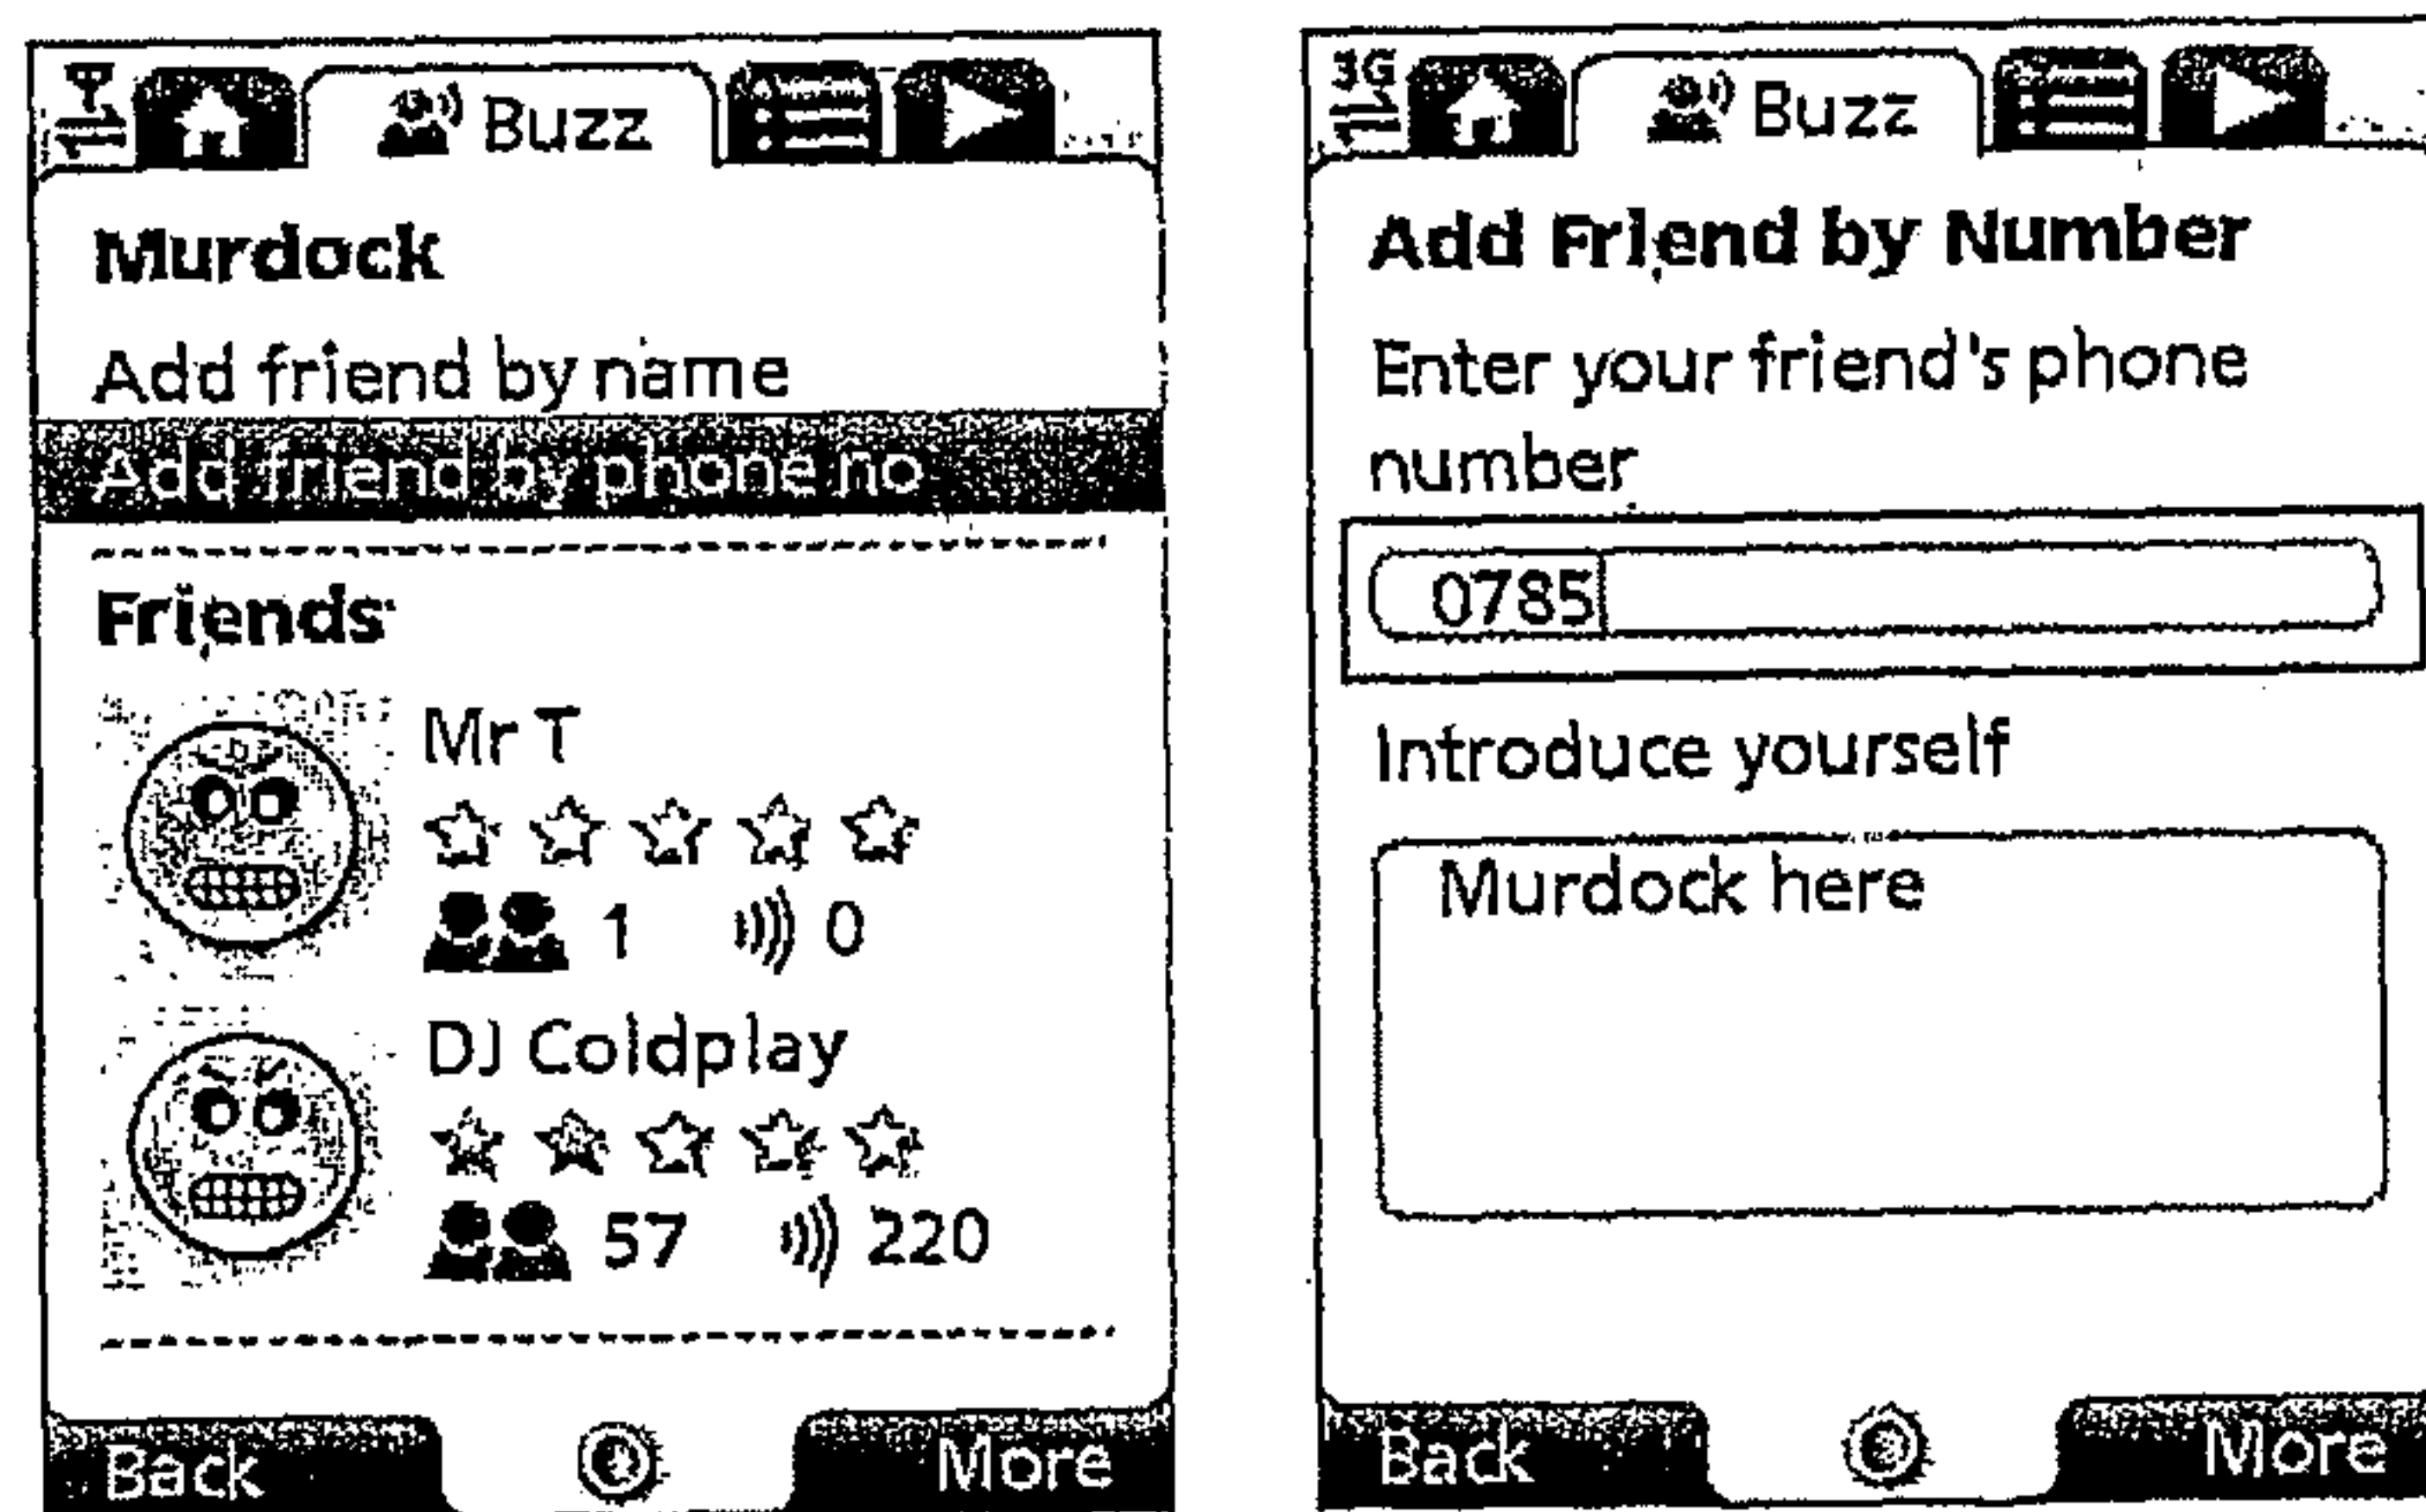 Buzz
Murdock
Add friend by name
Add friend by phone no
Friends
Mr T
1 0
DJ Coldplay
57 220
Back More
3G
Buzz
Add Friend by Number
Enter your friend's phone
number
0785
Introduce yourself
Murdock here
Back More